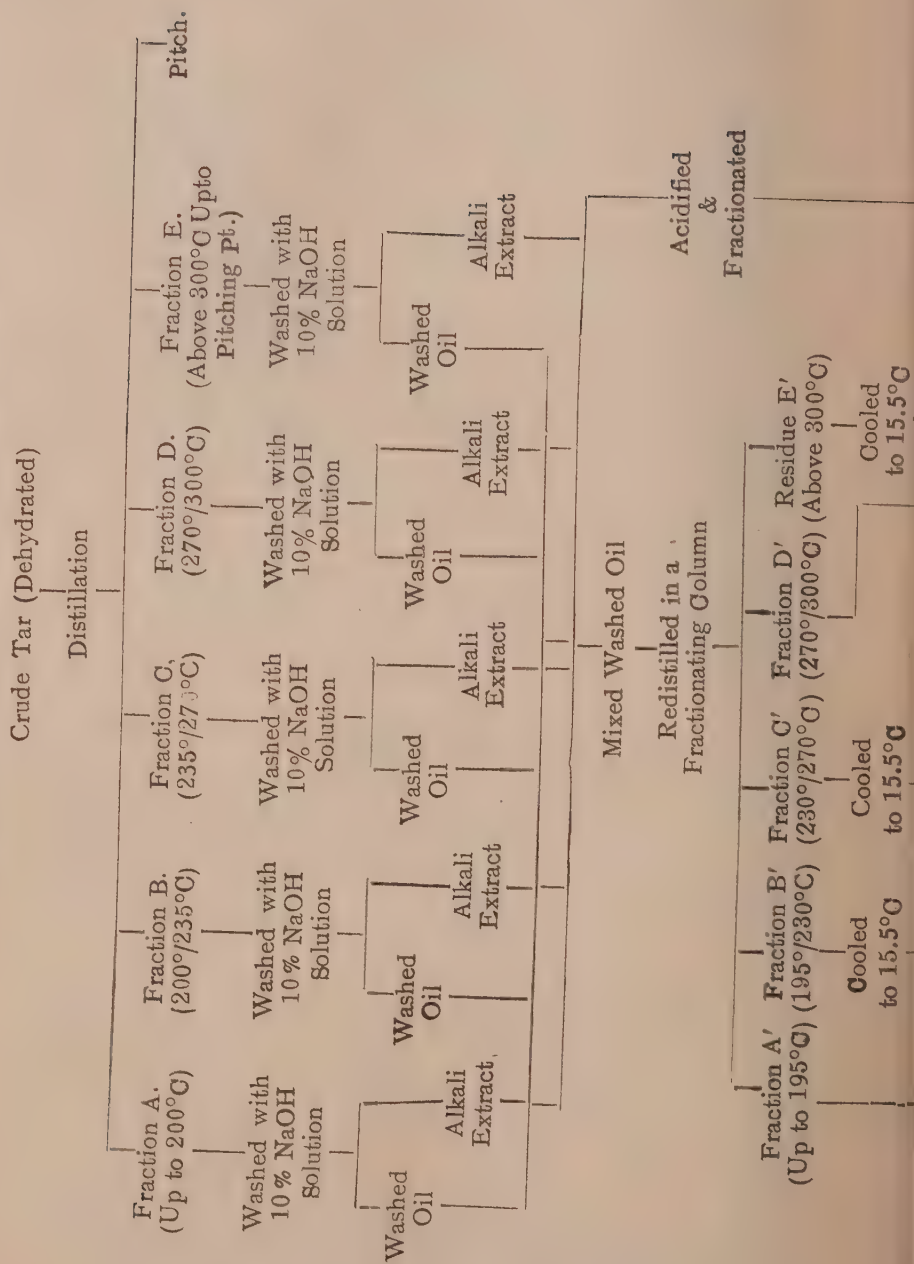 Crude Tar (Dehydrated)
Distillation
Fraction A.
(Up to 200°C)
Fraction B.
(200°/235°C)
Fraction C,
Fraction D.
(270°/300°C)
Fraction E.
(Above 300°C Upto
Pitching Pt.)
Pitch.
Washed with
10% NaOH
Solution
Washed with
10% NaOH
Solution
Washed with
10% NaOH
Solution
Washed with
10% NaOH
Solution
Washed with
10% NaOH
Solution
Washed
Oil
Alkali
Extract.
Washed
Oil
Alkali
Extract
Washed
Oil
Alkali
Extract
Washed
Oil
Alkali
Extract
Washed
Oil
Alkali
Extract
Mixed Washed Oil
Redistilled in a
Fractionating Column
Acidified
&
Fractionated
Fraction A'
(Up to 195°C)
Fraction B'
(195°/230°C)
Fraction C'
(230°/270°C)
Fraction D'
(270°/300°C)
Residue E'
(Above 300°C)
Cooled
to 15.5°C
Cooled
to 15.5°C
Cooled
to 15.5°C